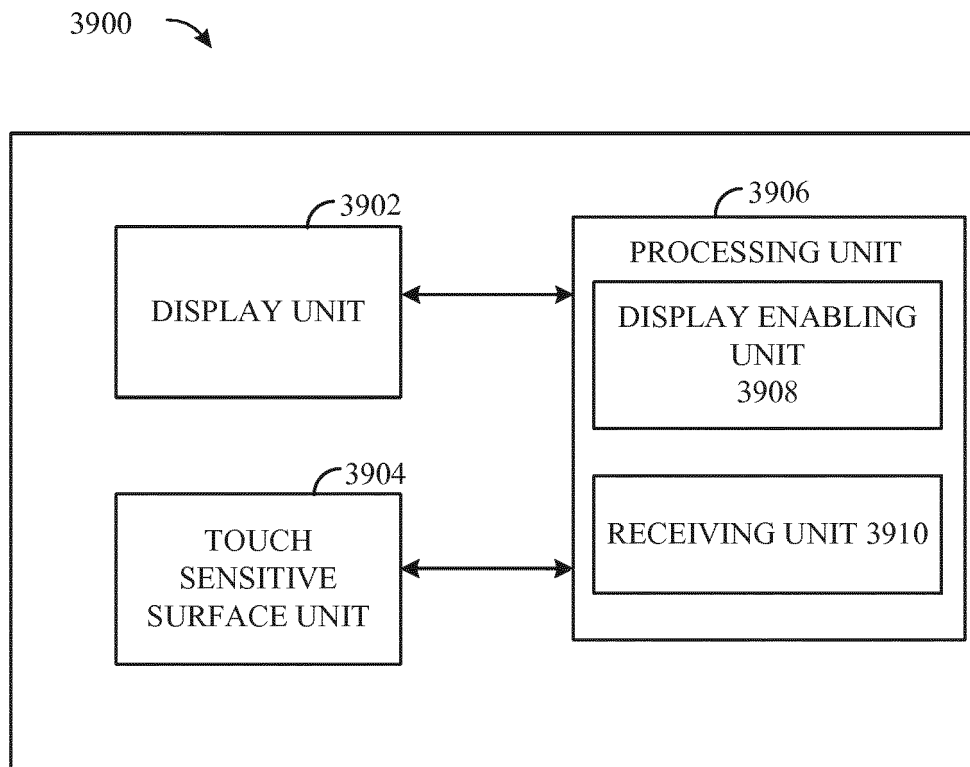 3900
3902
DISPLAY UNIT
3904
TOUCH
SENSITIVE
SURFACE UNIT
3906
PROCESSING UNIT
DISPLAY ENABLING
UNIT
3908
RECEIVING UNIT 3910